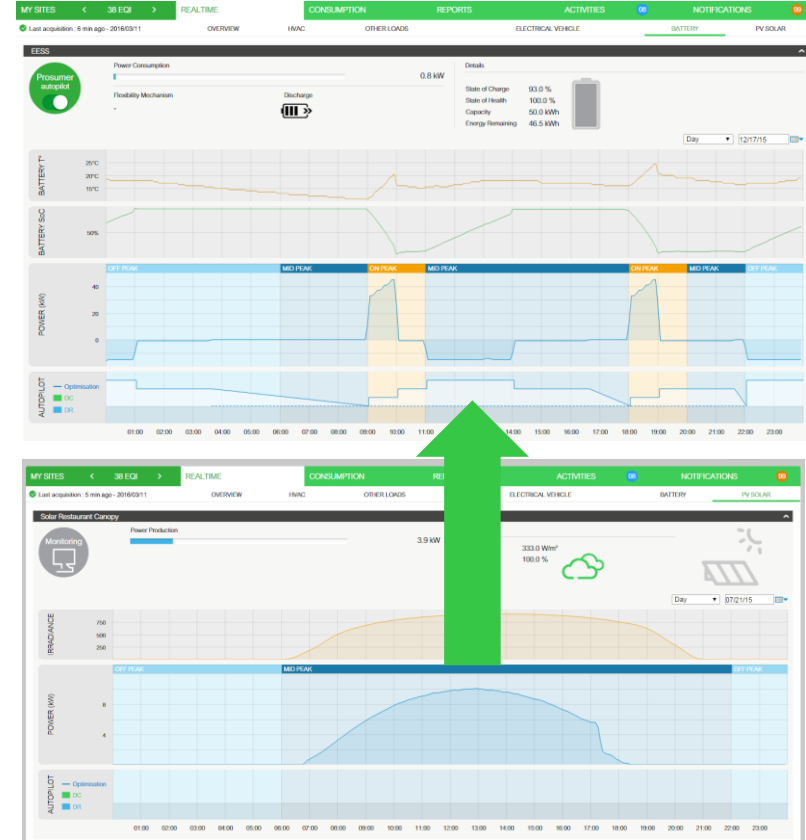 MY SITES < 38 EQI > REALTIME CONSUMPTION REPORTS ACTIVITIES 08 NOTIFICATIONS 99
Last acquisition : 6 min ago - 2016/03/11 OVERVIEW HVAC OTHER LOADS ELECTRICAL VEHICLE BATTERY PV SOLAR
EESS
Prosumer
autopilot
Power Consumption
0.8 kW
Flexibility Mechanism Discharge
-
Details
State of Charge 93.0 %
State of Health 100.0 %
Capacity 50.0 kWh
Energy Remaining 46.5 kWh
Day 12/17/15
BATTERY T°
25°C
20°C
15°C
BATTERY SoC
50%
OFF PEAK MID PEAK ON PEAK MID PEAK ON PEAK MID PEAK OFF PEAK
POWER (kW)
40
20
0
AUTOPILOT
Optimisation
DC
DR
01:00 02:00 03:00 04:00 05:00 06:00 07:00 08:00 09:00 10:00 11:00 14:00 15:00 16:00 17:00 18:00 19:00 20:00 21:00 22:00 23:00
MY SITES < 38 EQI > REALTIME CONSUMPTION ACTIVITIES 08 NOTIFICATIONS 99
Last acquisition : 5 min ago - 2016/03/11 OVERVIEW HVAC OTHER LOADS ELECTRICAL VEHICLE BATTERY PV SOLAR
Solar Restaurant Canopy
Monitoring
Power Production
3.9 kW
333.0 W/m²
100.0 %
Day 07/21/15
IRRADIANCE
750
500
250
OFF PEAK MID PEAK OFF PEAK
POWER (kW)
8
4
AUTOPILOT
Optimisation
DC
DR
01:00 02:00 03:00 04:00 05:00 06:00 07:00 08:00 09:00 10:00 11:00 12:00 13:00 14:00 15:00 16:00 17:00 18:00 19:00 20:00 21:00 22:00 23:00